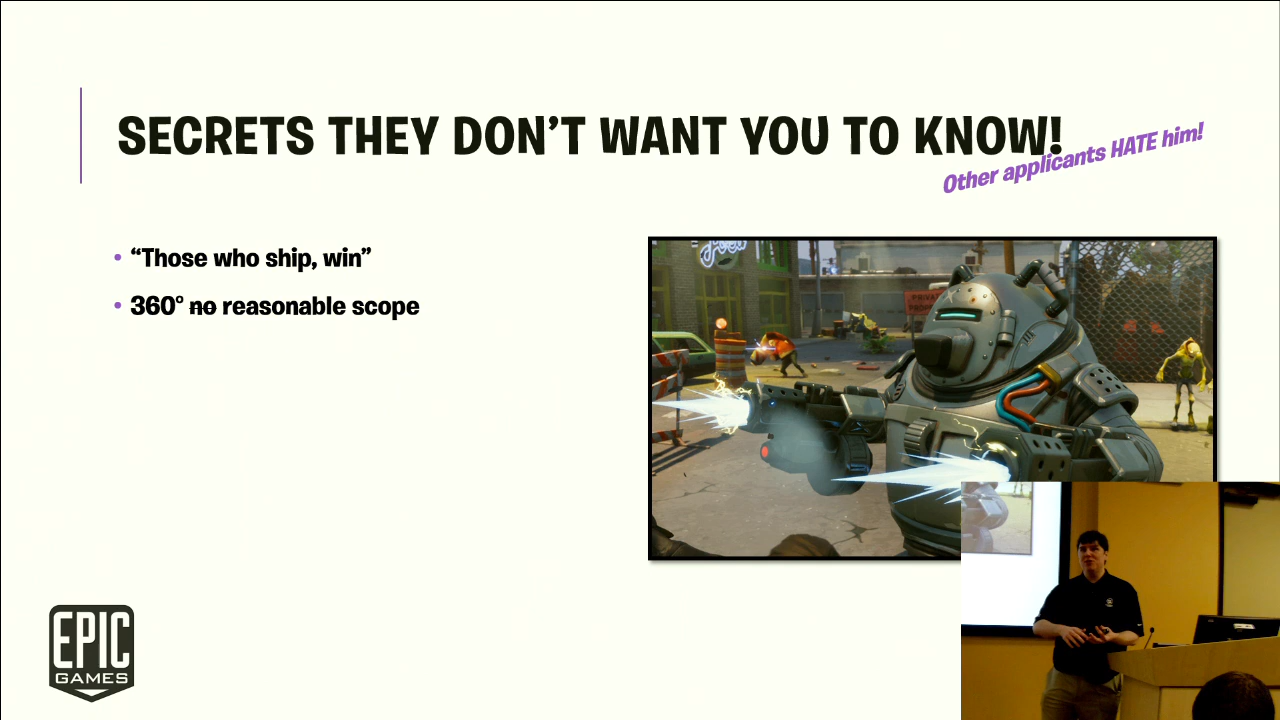 SECRETS THEY DON’T WANT YOU TO KNOW!
Other applicants HATE him!
• “Those who ship, win”
• 360° ~~no~~ reasonable scope
PRIVATE
EPIC
GAMES